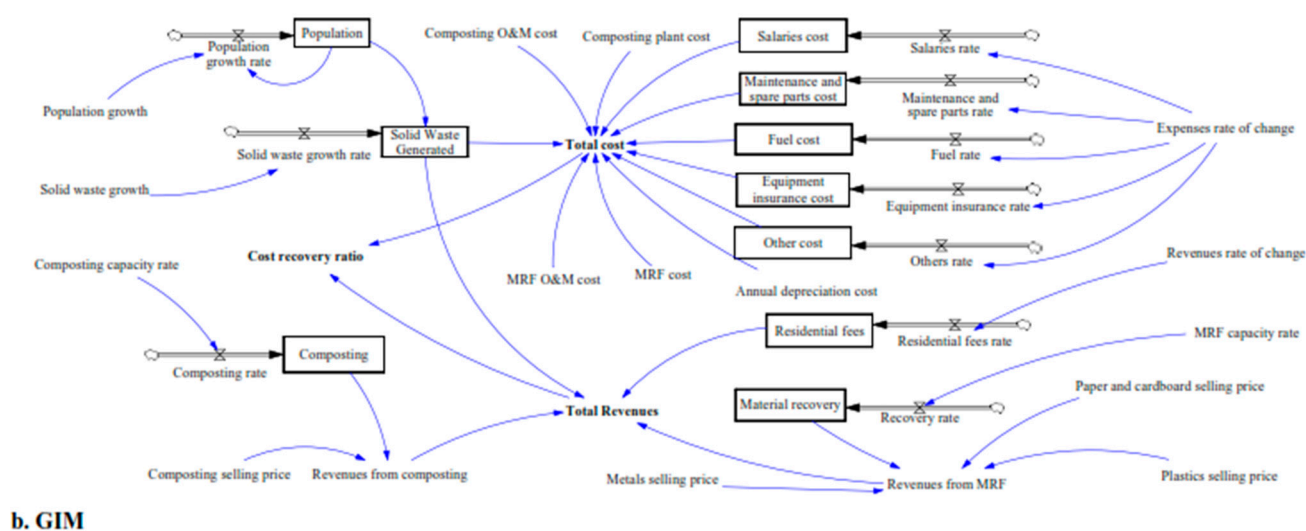 Population
Population
growth rate
Population growth
Solid waste growth rate
Solid Waste
Generated
Solid waste growth
Composting O&M cost
Composting plant cost
Total cost
Salaries cost
Salaries rate
Maintenance and
spare parts cost
Maintenance and
spare parts rate
Expenses rate of change
Fuel cost
Fuel rate
Equipment
insurance cost
Equipment insurance rate
Other cost
Others rate
Cost recovery ratio
MRF O&M cost
MRF cost
Annual depreciation cost
Revenues rate of change
Composting capacity rate
Composting
Composting rate
Residential fees
Residential fees rate
MRF capacity rate
Total Revenues
Material recovery
Recovery rate
Paper and cardboard selling price
Composting selling price
Revenues from composting
Metals selling price
Revenues from MRF
Plastics selling price
b. GIM